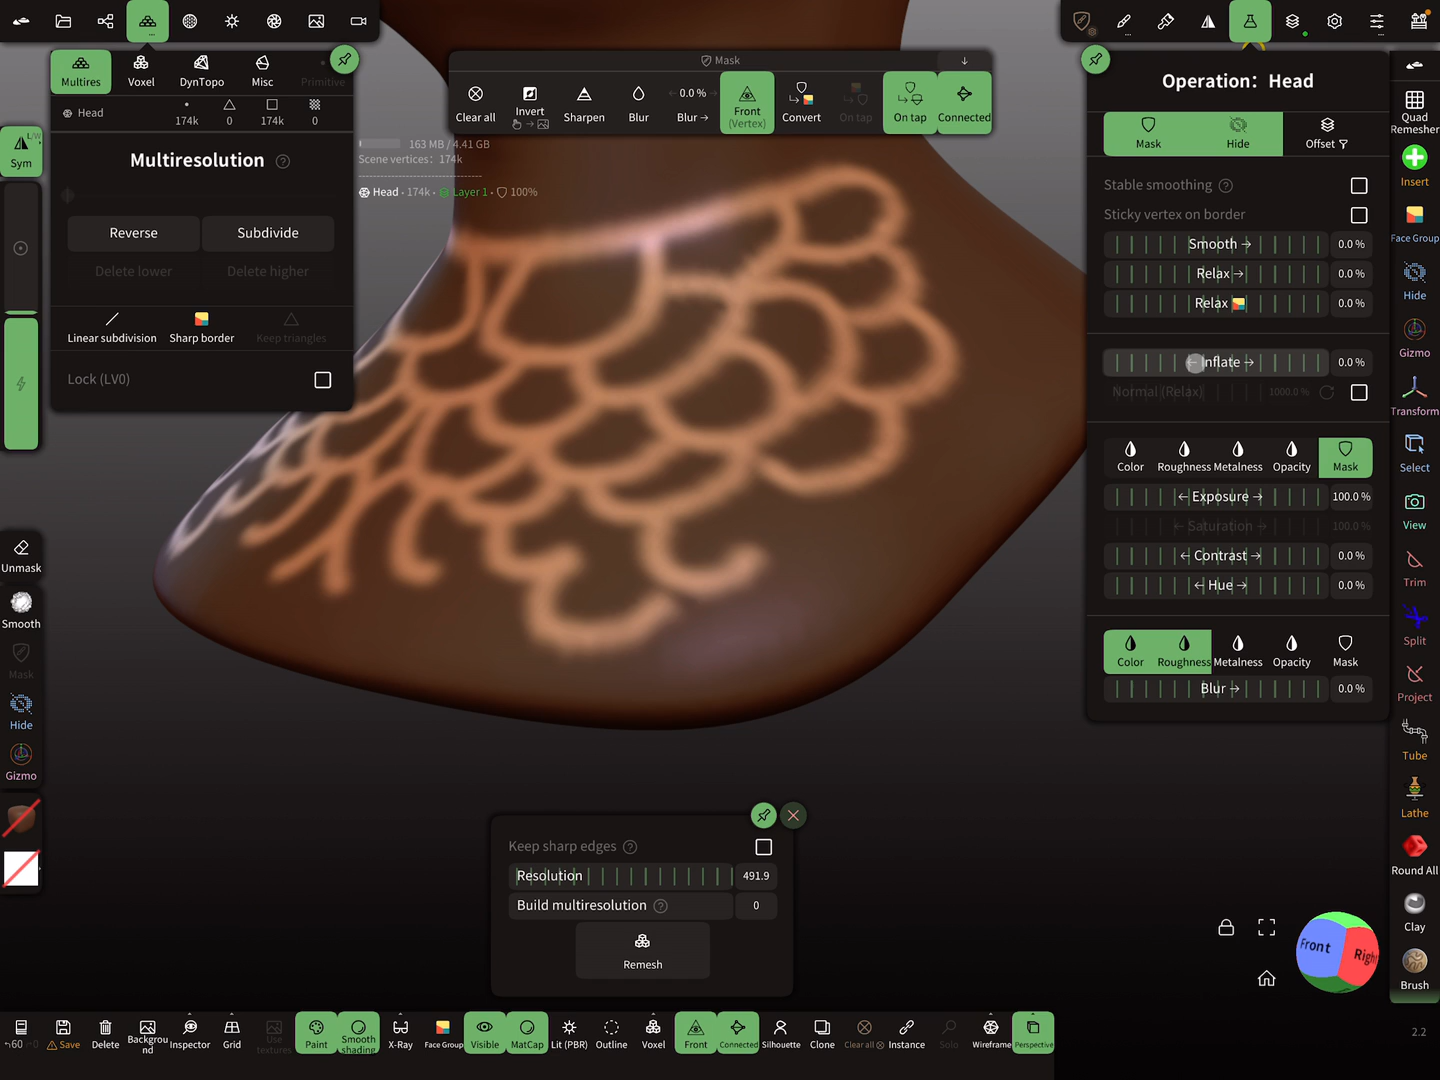 Multires
Voxel
DynTopo
Misc
Primitive
Head
174k
0
174k
0
L/W
Sym
Multiresolution ?
Reverse
Subdivide
Delete lower
Delete higher
Linear subdivision
Sharp border
Keep triangles
Lock (LV0)
163 MB / 4.41 GB
Scene vertices: 174k
Head • 174k • Layer 1 • 100%
Mask
Clear all
Invert
Sharpen
Blur
0.0 %
Blur →
Front
(Vertex)
Convert
On tap
On tap
Connected
Operation: Head
Mask
Hide
Offset
Stable smoothing ?
Sticky vertex on border
Smooth → 0.0 %
Relax → 0.0 %
Relax 0.0 %
← Inflate → 0.0 %
Normal (Relax) 1000.0 %
Color
Roughness
Metalness
Opacity
Mask
← Exposure → 100.0 %
← Saturation → 100.0 %
← Contrast → 0.0 %
← Hue → 0.0 %
Color
Roughness
Metalness
Opacity
Mask
Blur → 0.0 %
Quad
Remesher
Insert
Face Group
Hide
Gizmo
Transform
Select
View
Trim
Split
Project
Tube
Lathe
Round All
Clay
Brush
Unmask
Smooth
Mask
Hide
Gizmo
Keep sharp edges ?
Resolution 491.9
Build multiresolution ? 0
Remesh
Front
Right
60 0
Save
Delete
Backgrou
nd
Inspector
Grid
Use
textures
Paint
Smooth
shading
X-Ray
Face Group
Visible
MatCap
Lit (PBR)
Outline
Voxel
Front
Connected
Silhouette
Clone
Clear all
Instance
Solo
Wireframe
Perspective
2.2